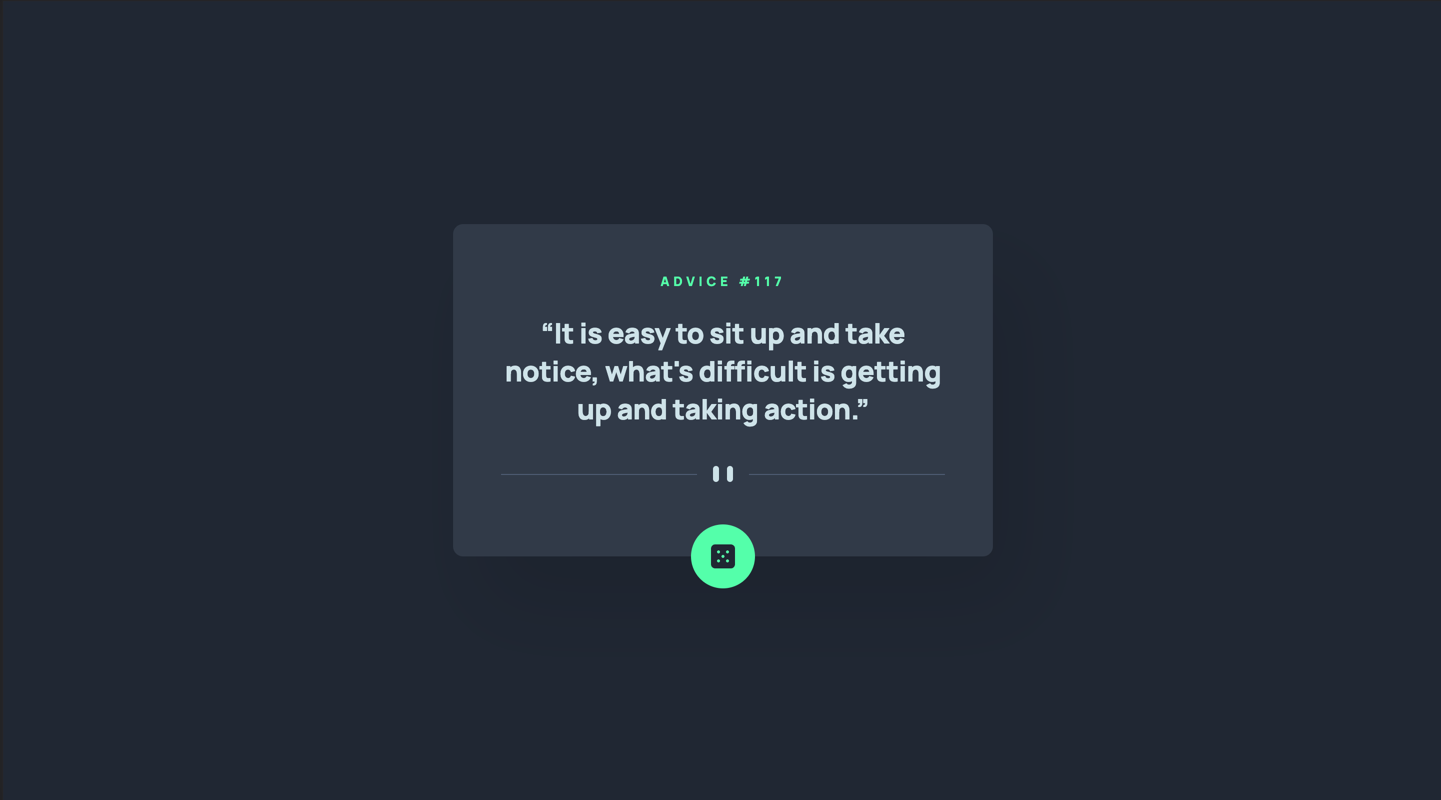 ADVICE #117
“It is easy to sit up and take
notice, what's difficult is getting
up and taking action.”